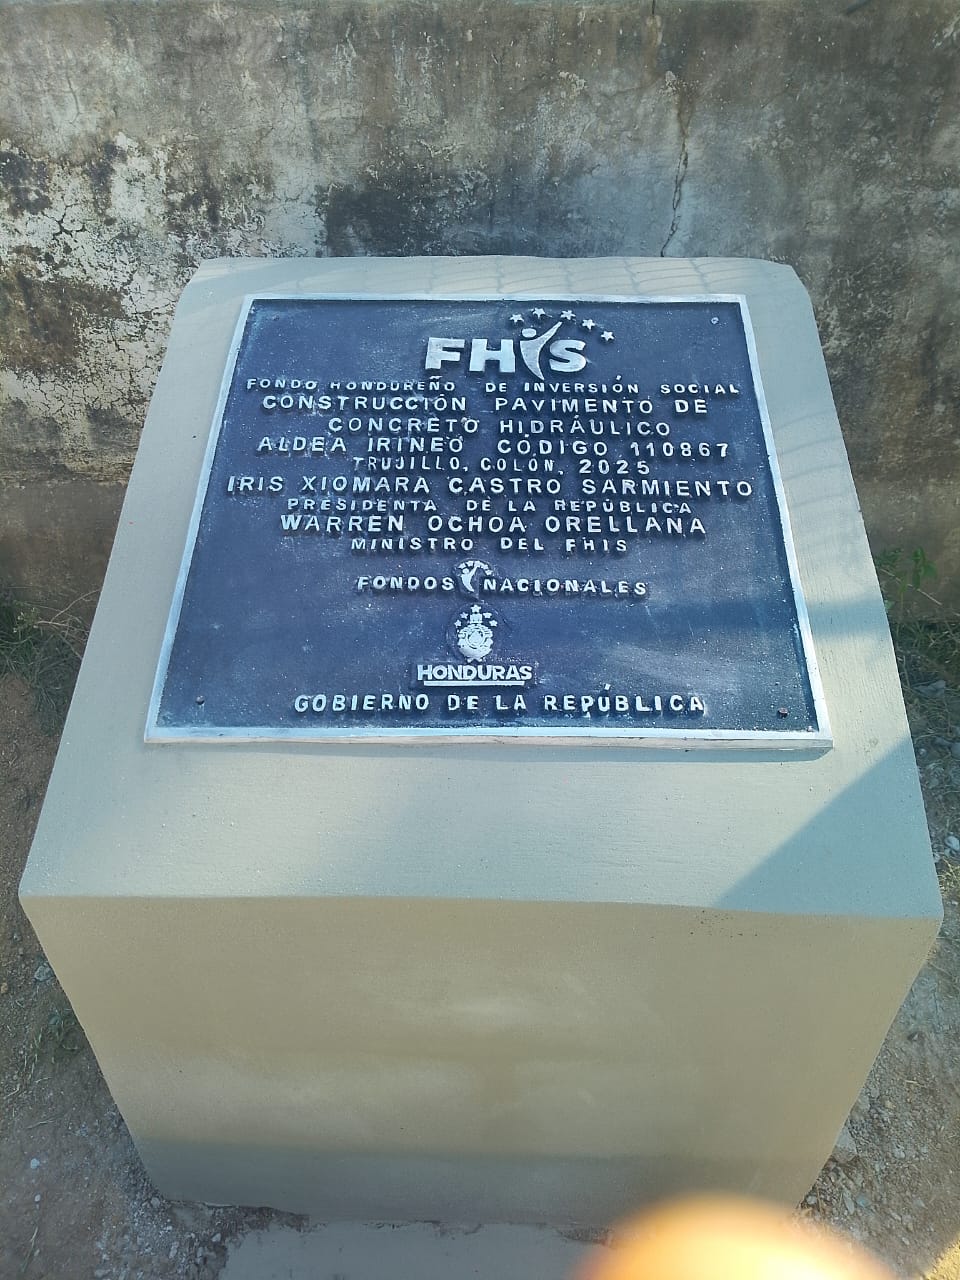 FHIS
FONDO HONDUREÑO DE INVERSIÓN SOCIAL
CONSTRUCCIÓN PAVIMENTO DE
CONCRETO HIDRÁULICO
ALDEA IRINEO CÓDIGO 110867
TRUJILLO, COLÓN, 2025
IRIS XIOMARA CASTRO SARMIENTO
PRESIDENTA DE LA REPÚBLICA
WARREN OCHOA ORELLANA
MINISTRO DEL FHIS
FONDOS NACIONALES
HONDURAS
GOBIERNO DE LA REPÚBLICA